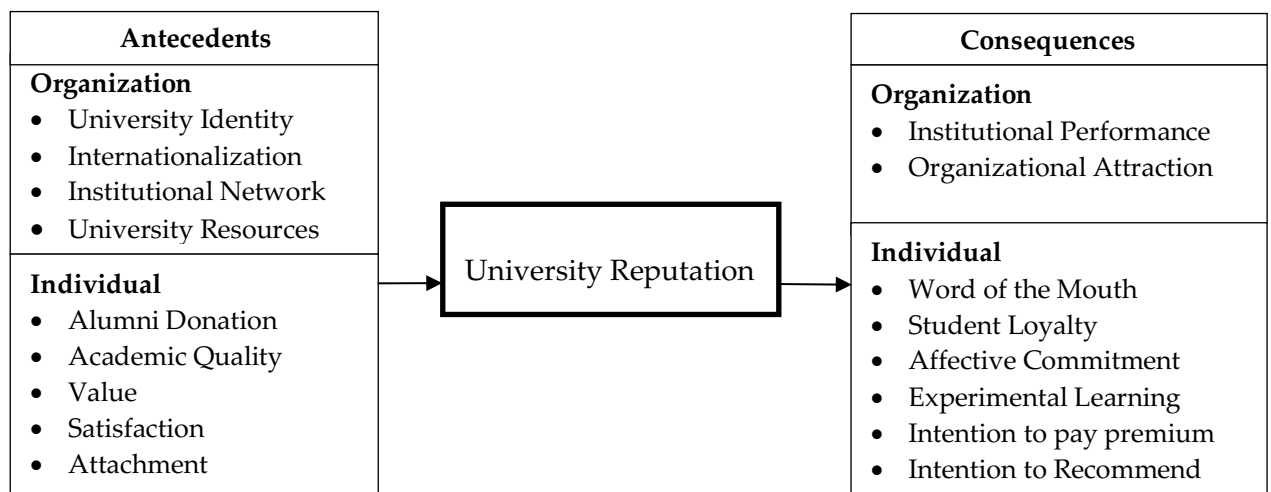 Antecedents
Organization
• University Identity
• Internationalization
• Institutional Network
• University Resources
Individual
• Alumni Donation
• Academic Quality
• Value
• Satisfaction
• Attachment
University Reputation
Consequences
Organization
• Institutional Performance
• Organizational Attraction
Individual
• Word of the Mouth
• Student Loyalty
• Affective Commitment
• Experimental Learning
• Intention to pay premium
• Intention to Recommend